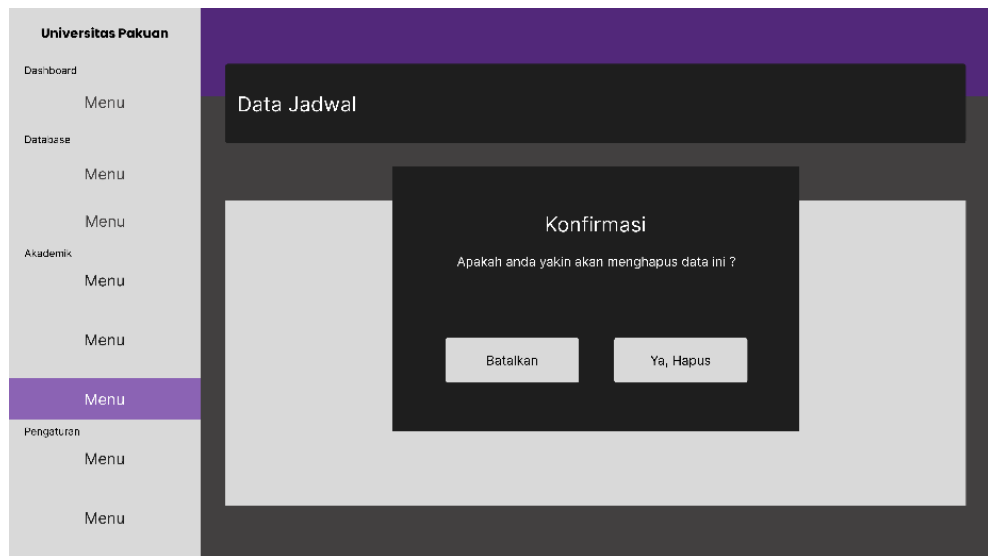 Universitas Pakuan
Dashboard
Menu
Database
Menu
Menu
Akademik
Menu
Menu
Menu
Pengaturan
Menu
Menu
Data Jadwal
Konfirmasi
Apakah anda yakin akan menghapus data ini ?
Batalkan
Ya, Hapus